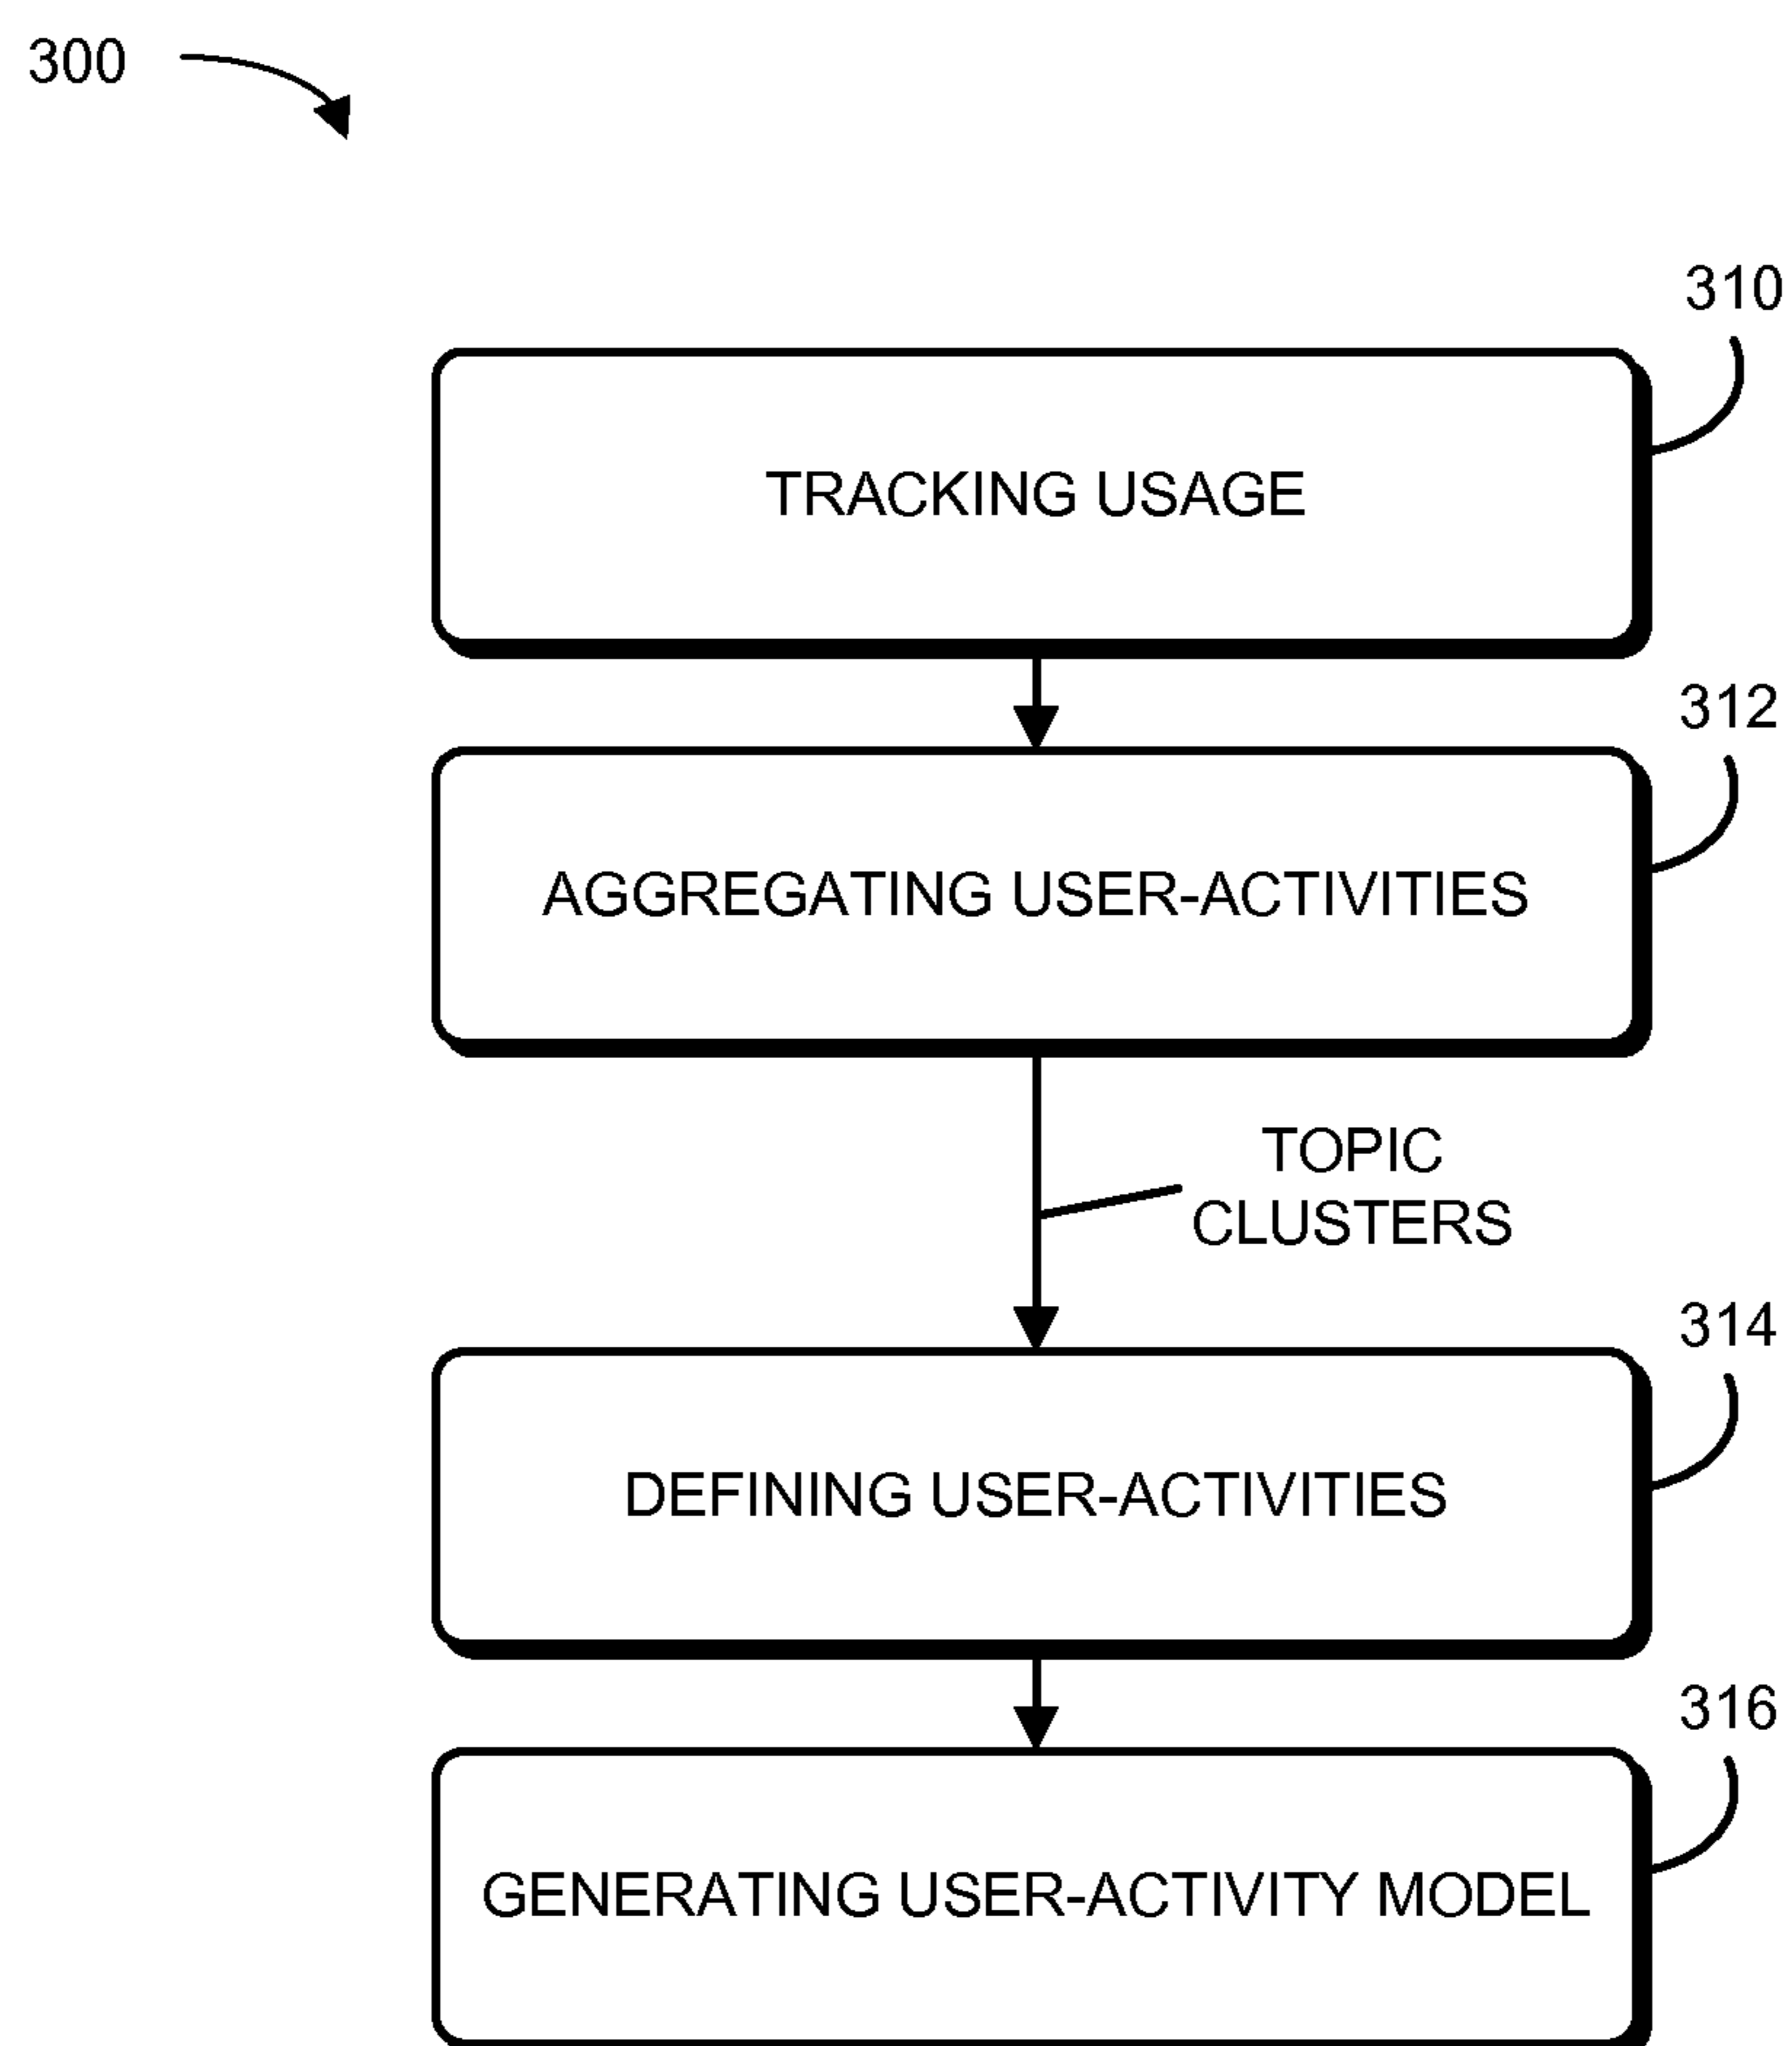 300
310
TRACKING USAGE
312
AGGREGATING USER-ACTIVITIES
TOPIC
CLUSTERS
314
DEFINING USER-ACTIVITIES
316
GENERATING USER-ACTIVITY MODEL